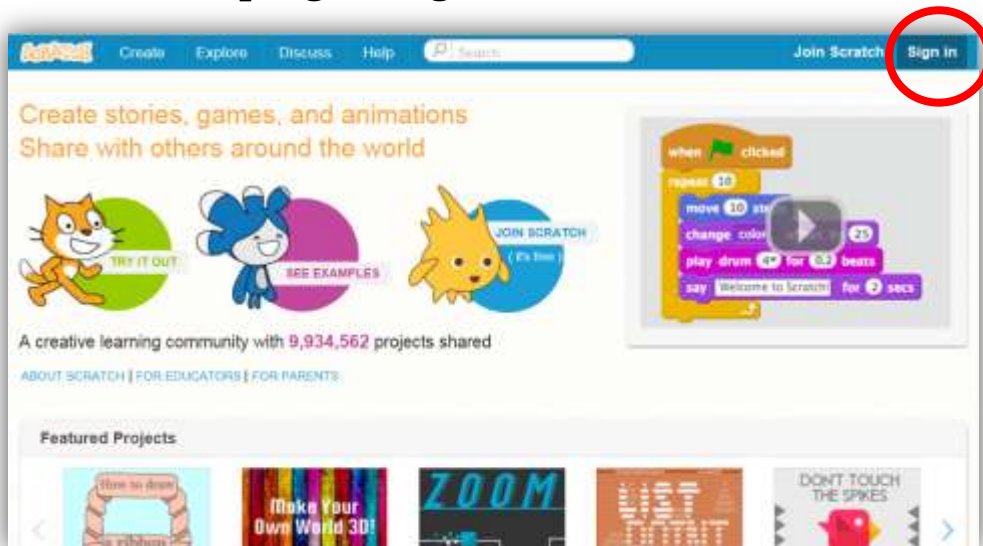 SCRATCH Create Explore Discuss Help Search Join Scratch Sign in
Create stories, games, and animations
Share with others around the world
when clicked
repeat 10
move 10
change color 25
play drum 4 for 0.2 beats
say Welcome to Scratch! for 2 secs
TRY IT OUT
SEE EXAMPLES
JOIN SCRATCH
(it's free)
A creative learning community with 9,934,562 projects shared
ABOUT SCRATCH | FOR EDUCATORS | FOR PARENTS
Featured Projects
How to draw
a ribbon
Make Your
Own World 3D!
ZOOM
DON'T TOUCH
THE SPIKES